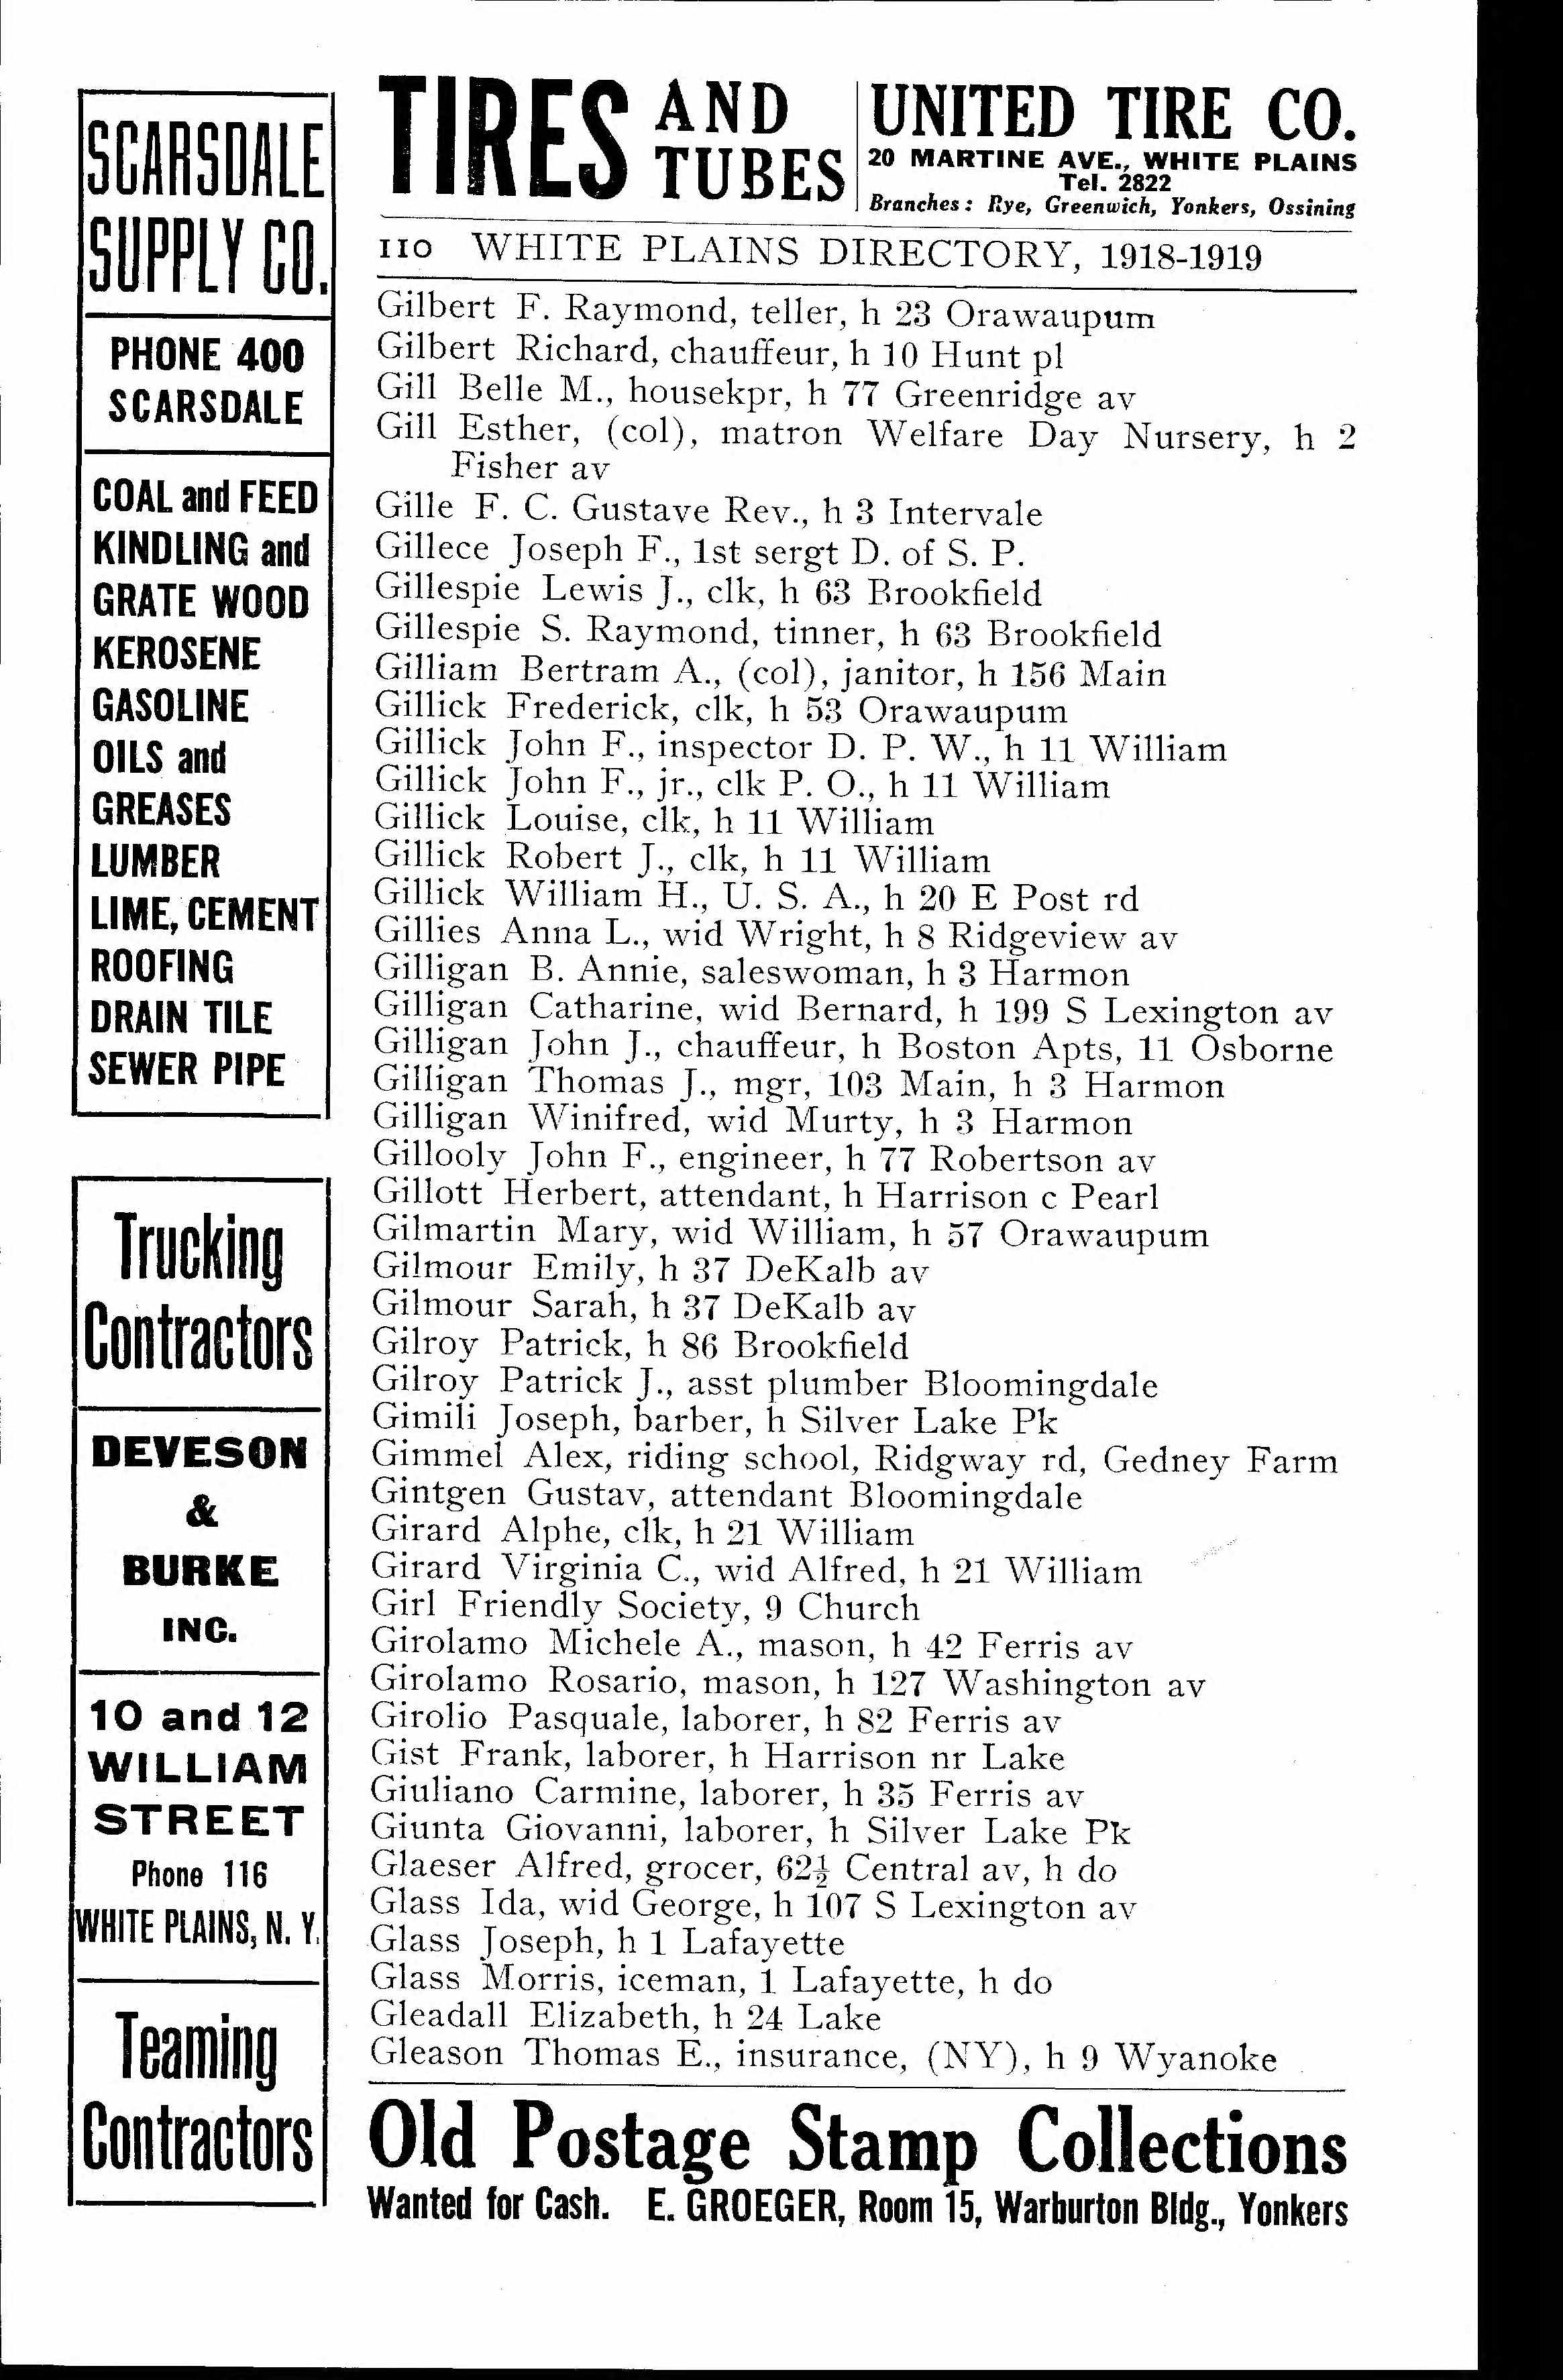 SCARSDALE
SUPPLY CO.
PHONE 400
SCARSDALE
COAL and FEED
KINDLING and
GRATE WOOD
KEROSENE
GASOLINE
OILS and
GREASES
LUMBER
LIME, CEMENT
ROOFING
DRAIN TILE
SEWER PIPE
Trucking
Contractors
DEVESON
&
BURKE
INC.
10 and 12
WILLIAM
STREET
Phone 116
WHITE PLAINS, N. Y.
Teaming
Contractors
TIRES AND
TUBES
UNITED TIRE CO.
20 MARTINE AVE., WHITE PLAINS
Tel. 2822
Branches: Rye, Greenwich, Yonkers, Ossining
110 WHITE PLAINS DIRECTORY, 1918-1919
Gilbert F. Raymond, teller, h 23 Orawaupum
Gilbert Richard, chauffeur, h 10 Hunt pl
Gill Belle M., housekpr, h 77 Greenridge av
Gill Esther, (col), matron Welfare Day Nursery, h 2
Fisher av
Gille F. C. Gustave Rev., h 3 Intervale
Gillece Joseph F., 1st sergt D. of S. P.
Gillespie Lewis J., clk, h 63 Brookfield
Gillespie S. Raymond, tinner, h 63 Brookfield
Gilliam Bertram A., (col), janitor, h 156 Main
Gillick Frederick, clk, h 53 Orawaupum
Gillick John F., inspector D. P. W., h 11 William
Gillick John F., jr., clk P. O., h 11 William
Gillick Louise, clk, h 11 William
Gillick Robert J., clk, h 11 William
Gillick William H., U. S. A., h 20 E Post rd
Gillies Anna L., wid Wright, h 8 Ridgeview av
Gilligan B. Annie, saleswoman, h 3 Harmon
Gilligan Catharine, wid Bernard, h 199 S Lexington av
Gilligan John J., chauffeur, h Boston Apts, 11 Osborne
Gilligan Thomas J., mgr, 103 Main, h 3 Harmon
Gilligan Winifred, wid Murty, h 3 Harmon
Gillooly John F., engineer, h 77 Robertson av
Gillott Herbert, attendant, h Harrison c Pearl
Gilmartin Mary, wid William, h 57 Orawaupum
Gilmour Emily, h 37 DeKalb av
Gilmour Sarah, h 37 DeKalb av
Gilroy Patrick, h 86 Brookfield
Gilroy Patrick J., asst plumber Bloomingdale
Gimili Joseph, barber, h Silver Lake Pk
Gimmel Alex, riding school, Ridgway rd, Gedney Farm
Gintgen Gustav, attendant Bloomingdale
Girard Alphe, clk, h 21 William
Girard Virginia C., wid Alfred, h 21 William
Girl Friendly Society, 9 Church
Girolamo Michele A., mason, h 42 Ferris av
Girolamo Rosario, mason, h 127 Washington av
Girolio Pasquale, laborer, h 82 Ferris av
Gist Frank, laborer, h Harrison nr Lake
Giuliano Carmine, laborer, h 35 Ferris av
Giunta Giovanni, laborer, h Silver Lake Pk
Glaeser Alfred, grocer, 62½ Central av, h do
Glass Ida, wid George, h 107 S Lexington av
Glass Joseph, h 1 Lafayette
Glass Morris, iceman, 1 Lafayette, h do
Gleadall Elizabeth, h 24 Lake
Gleason Thomas E., insurance, (NY), h 9 Wyanoke
Old Postage Stamp Collections
Wanted for Cash. E. GROEGER, Room 15, Warburton Bldg., Yonkers